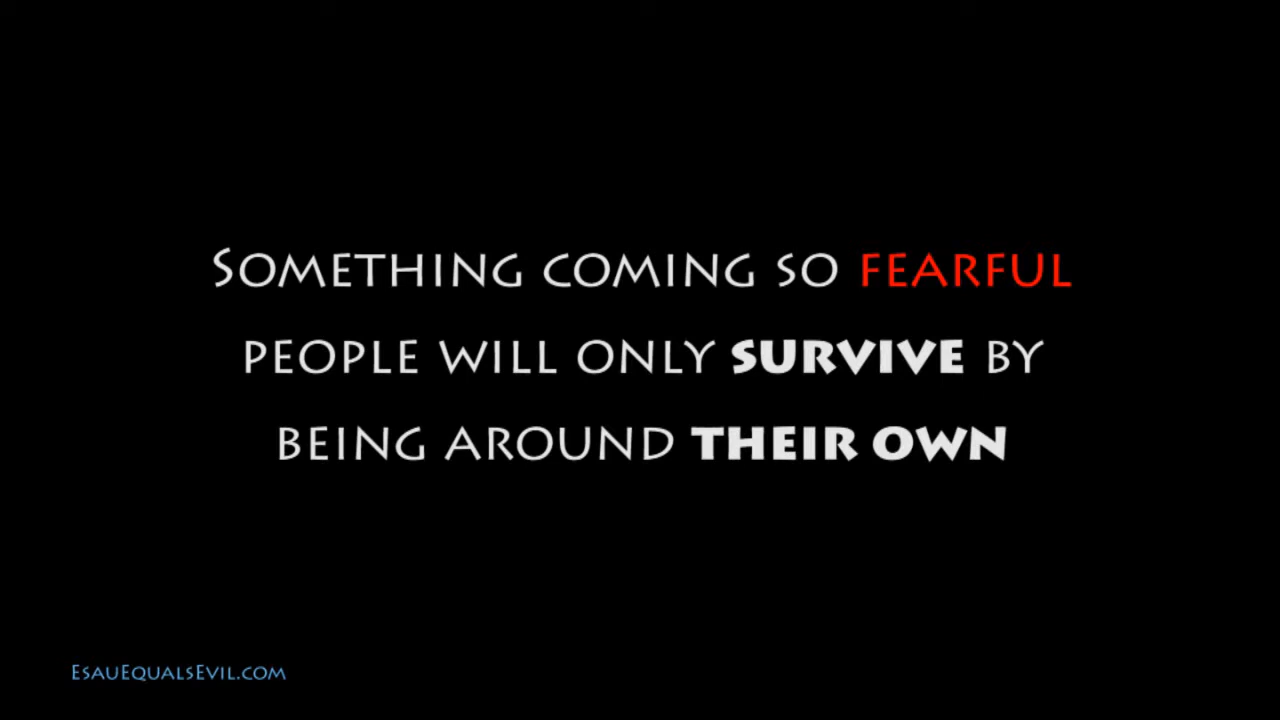 Something coming so fearful
people will only survive by
being around their own
EsauEqualsEvil.com